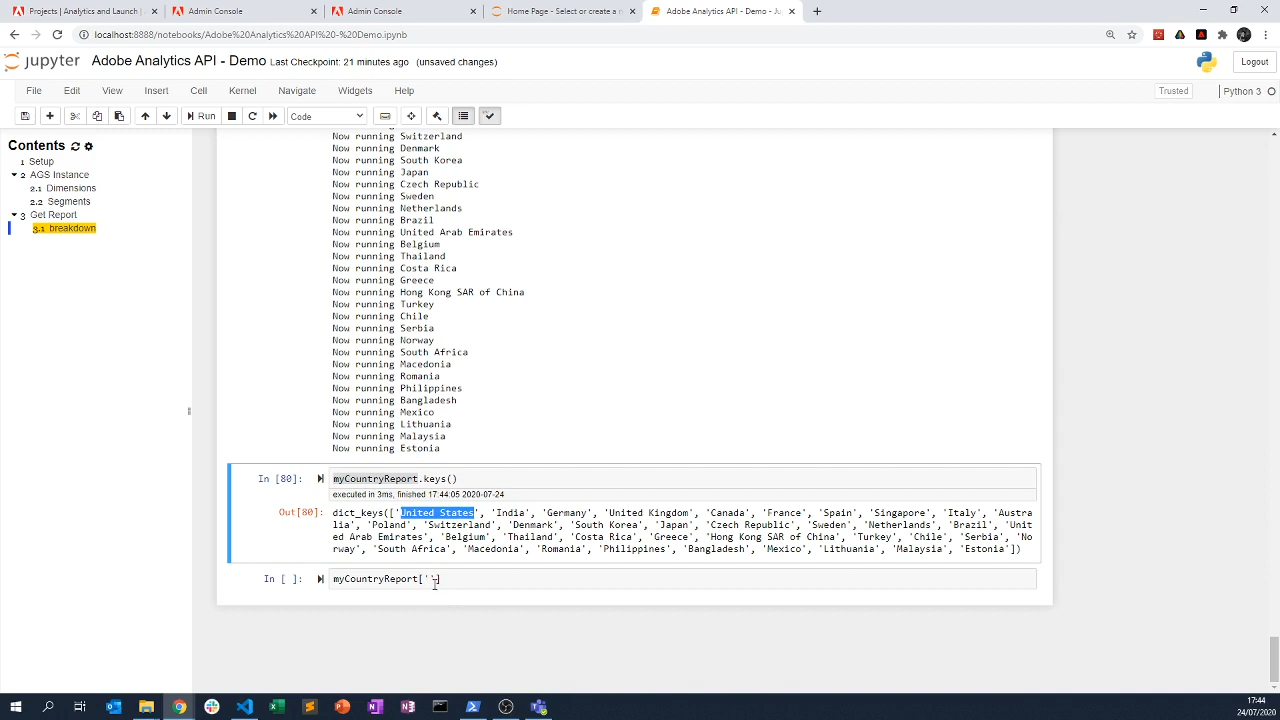 Projects | Analytics and Launch |
Admin Console
Admin Console
Home Page - Select or create a n
Adobe Analytics API - Demo - Ju
localhost:8888/notebooks/Adobe%20Analytics%20API%20-%20Demo.ipynb
jupyter Adobe Analytics API - Demo Last Checkpoint: 21 minutes ago (unsaved changes)
Logout
File Edit View Insert Cell Kernel Navigate Widgets Help
Trusted
Python 3
Run
Code
Contents
1 Setup
2 AGS Instance
2.1 Dimensions
2.2 Segments
3 Get Report
3.1 breakdown
Now running Switzerland
Now running Denmark
Now running South Korea
Now running Japan
Now running Czech Republic
Now running Sweden
Now running Netherlands
Now running Brazil
Now running United Arab Emirates
Now running Belgium
Now running Thailand
Now running Costa Rica
Now running Greece
Now running Hong Kong SAR of China
Now running Turkey
Now running Chile
Now running Serbia
Now running Norway
Now running South Africa
Now running Macedonia
Now running Romania
Now running Philippines
Now running Bangladesh
Now running Mexico
Now running Lithuania
Now running Malaysia
Now running Estonia
In [80]: myCountryReport.keys()
executed in 3ms, finished 17:44:05 2020-07-24
Out[80]: dict_keys(['United States', 'India', 'Germany', 'United Kingdom', 'Canada', 'France', 'Spain', 'Singapore', 'Italy', 'Austra
lia', 'Poland', 'Switzerland', 'Denmark', 'South Korea', 'Japan', 'Czech Republic', 'Sweden', 'Netherlands', 'Brazil', 'Unit
ed Arab Emirates', 'Belgium', 'Thailand', 'Costa Rica', 'Greece', 'Hong Kong SAR of China', 'Turkey', 'Chile', 'Serbia', 'No
rway', 'South Africa', 'Macedonia', 'Romania', 'Philippines', 'Bangladesh', 'Mexico', 'Lithuania', 'Malaysia', 'Estonia'])
In [ ]: myCountryReport['']
17:44
24/07/2020